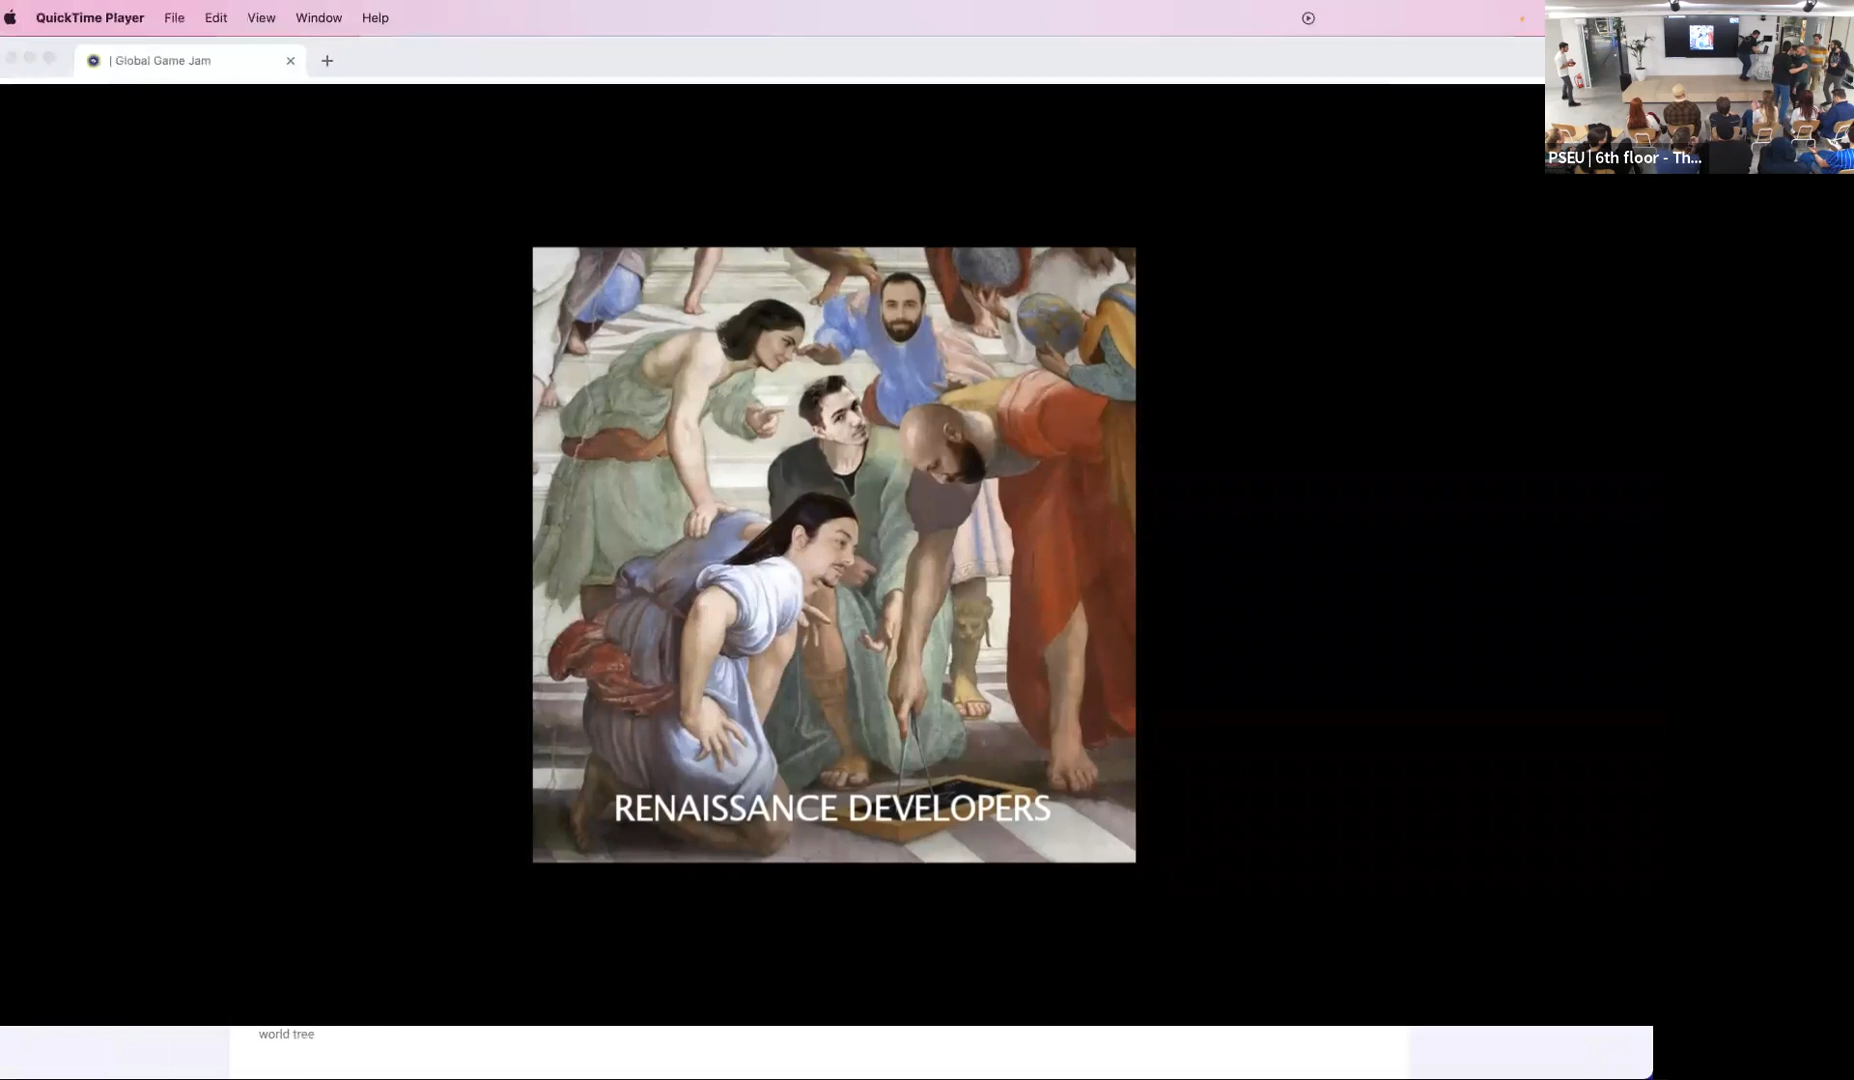 QuickTime Player File Edit View Window Help
| Global Game Jam
PSEU | 6th floor - Th...
RENAISSANCE DEVELOPERS
world tree